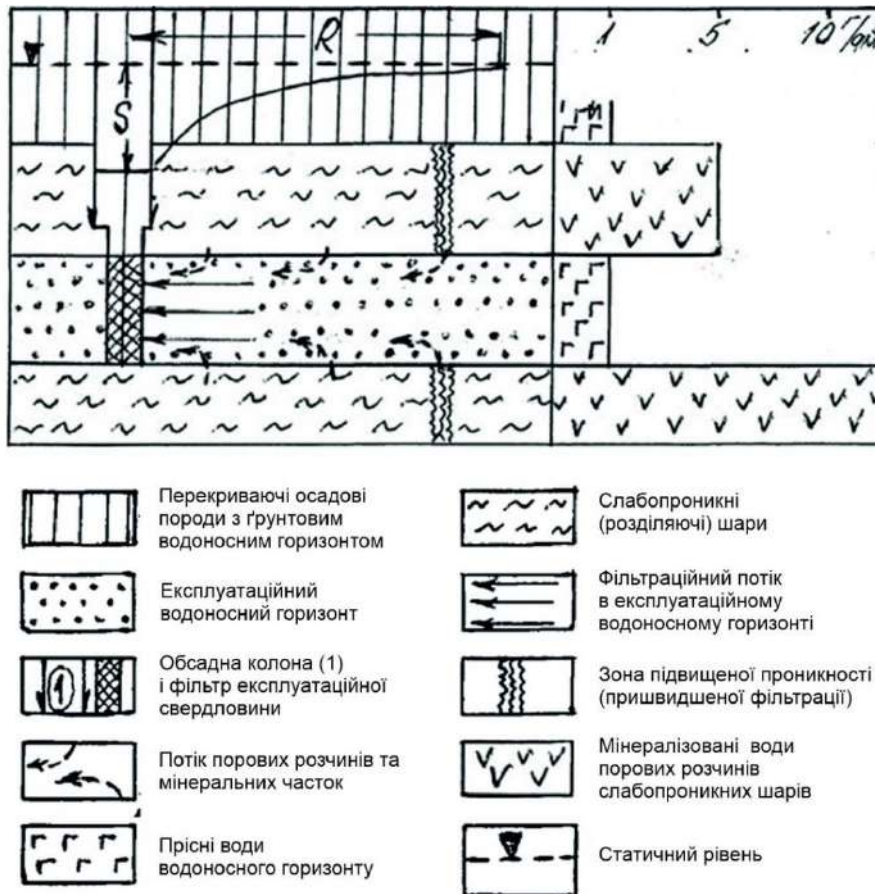 R
1
5
10 г/дм
S
Перекриваючі осадові
породи з ґрунтовим
водоносним горизонтом
Слабопроникні
(розділяючі) шари
Експлуатаційний
водоносний горизонт
Фільтраційний потік
в експлуатаційному
водоносному горизонті
1
Обсадна колона (1)
і фільтр експлуатаційної
свердловини
Зона підвищеної проникності
(пришвидшеної фільтрації)
Потік порових розчинів та
мінеральних часток
Мінералізовані води
порових розчинів
слабопроникних шарів
Прісні води
водоносного горизонту
Статичний рівень